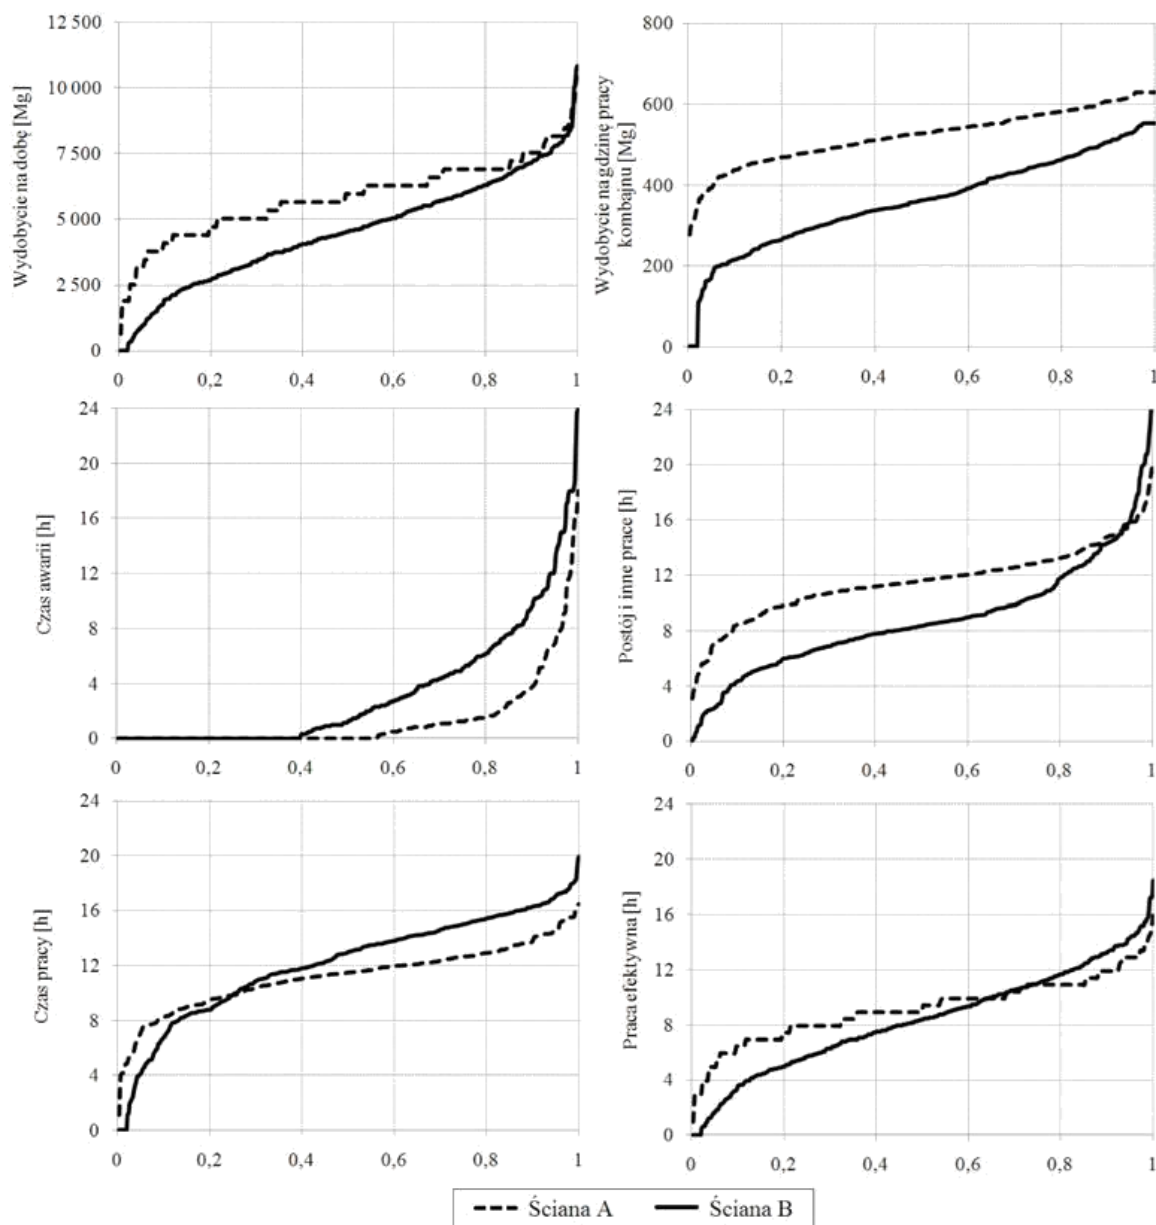 Wydobycie na dobę [Mg]
12 500
10 000
7 500
5 000
2 500
0
0 0,2 0,4 0,6 0,8 1
Wydobycie na gdzinę pracy
kombajnu [Mg]
800
600
400
200
0
0 0,2 0,4 0,6 0,8 1
Czas awarii [h]
24
20
16
12
8
4
0
0 0,2 0,4 0,6 0,8 1
Postój i inne prace [h]
24
20
16
12
8
4
0
0 0,2 0,4 0,6 0,8 1
Czas pracy [h]
24
20
16
12
8
4
0
0 0,2 0,4 0,6 0,8 1
Praca efektywna [h]
24
20
16
12
8
4
0
0 0,2 0,4 0,6 0,8 1
Ściana A Ściana B